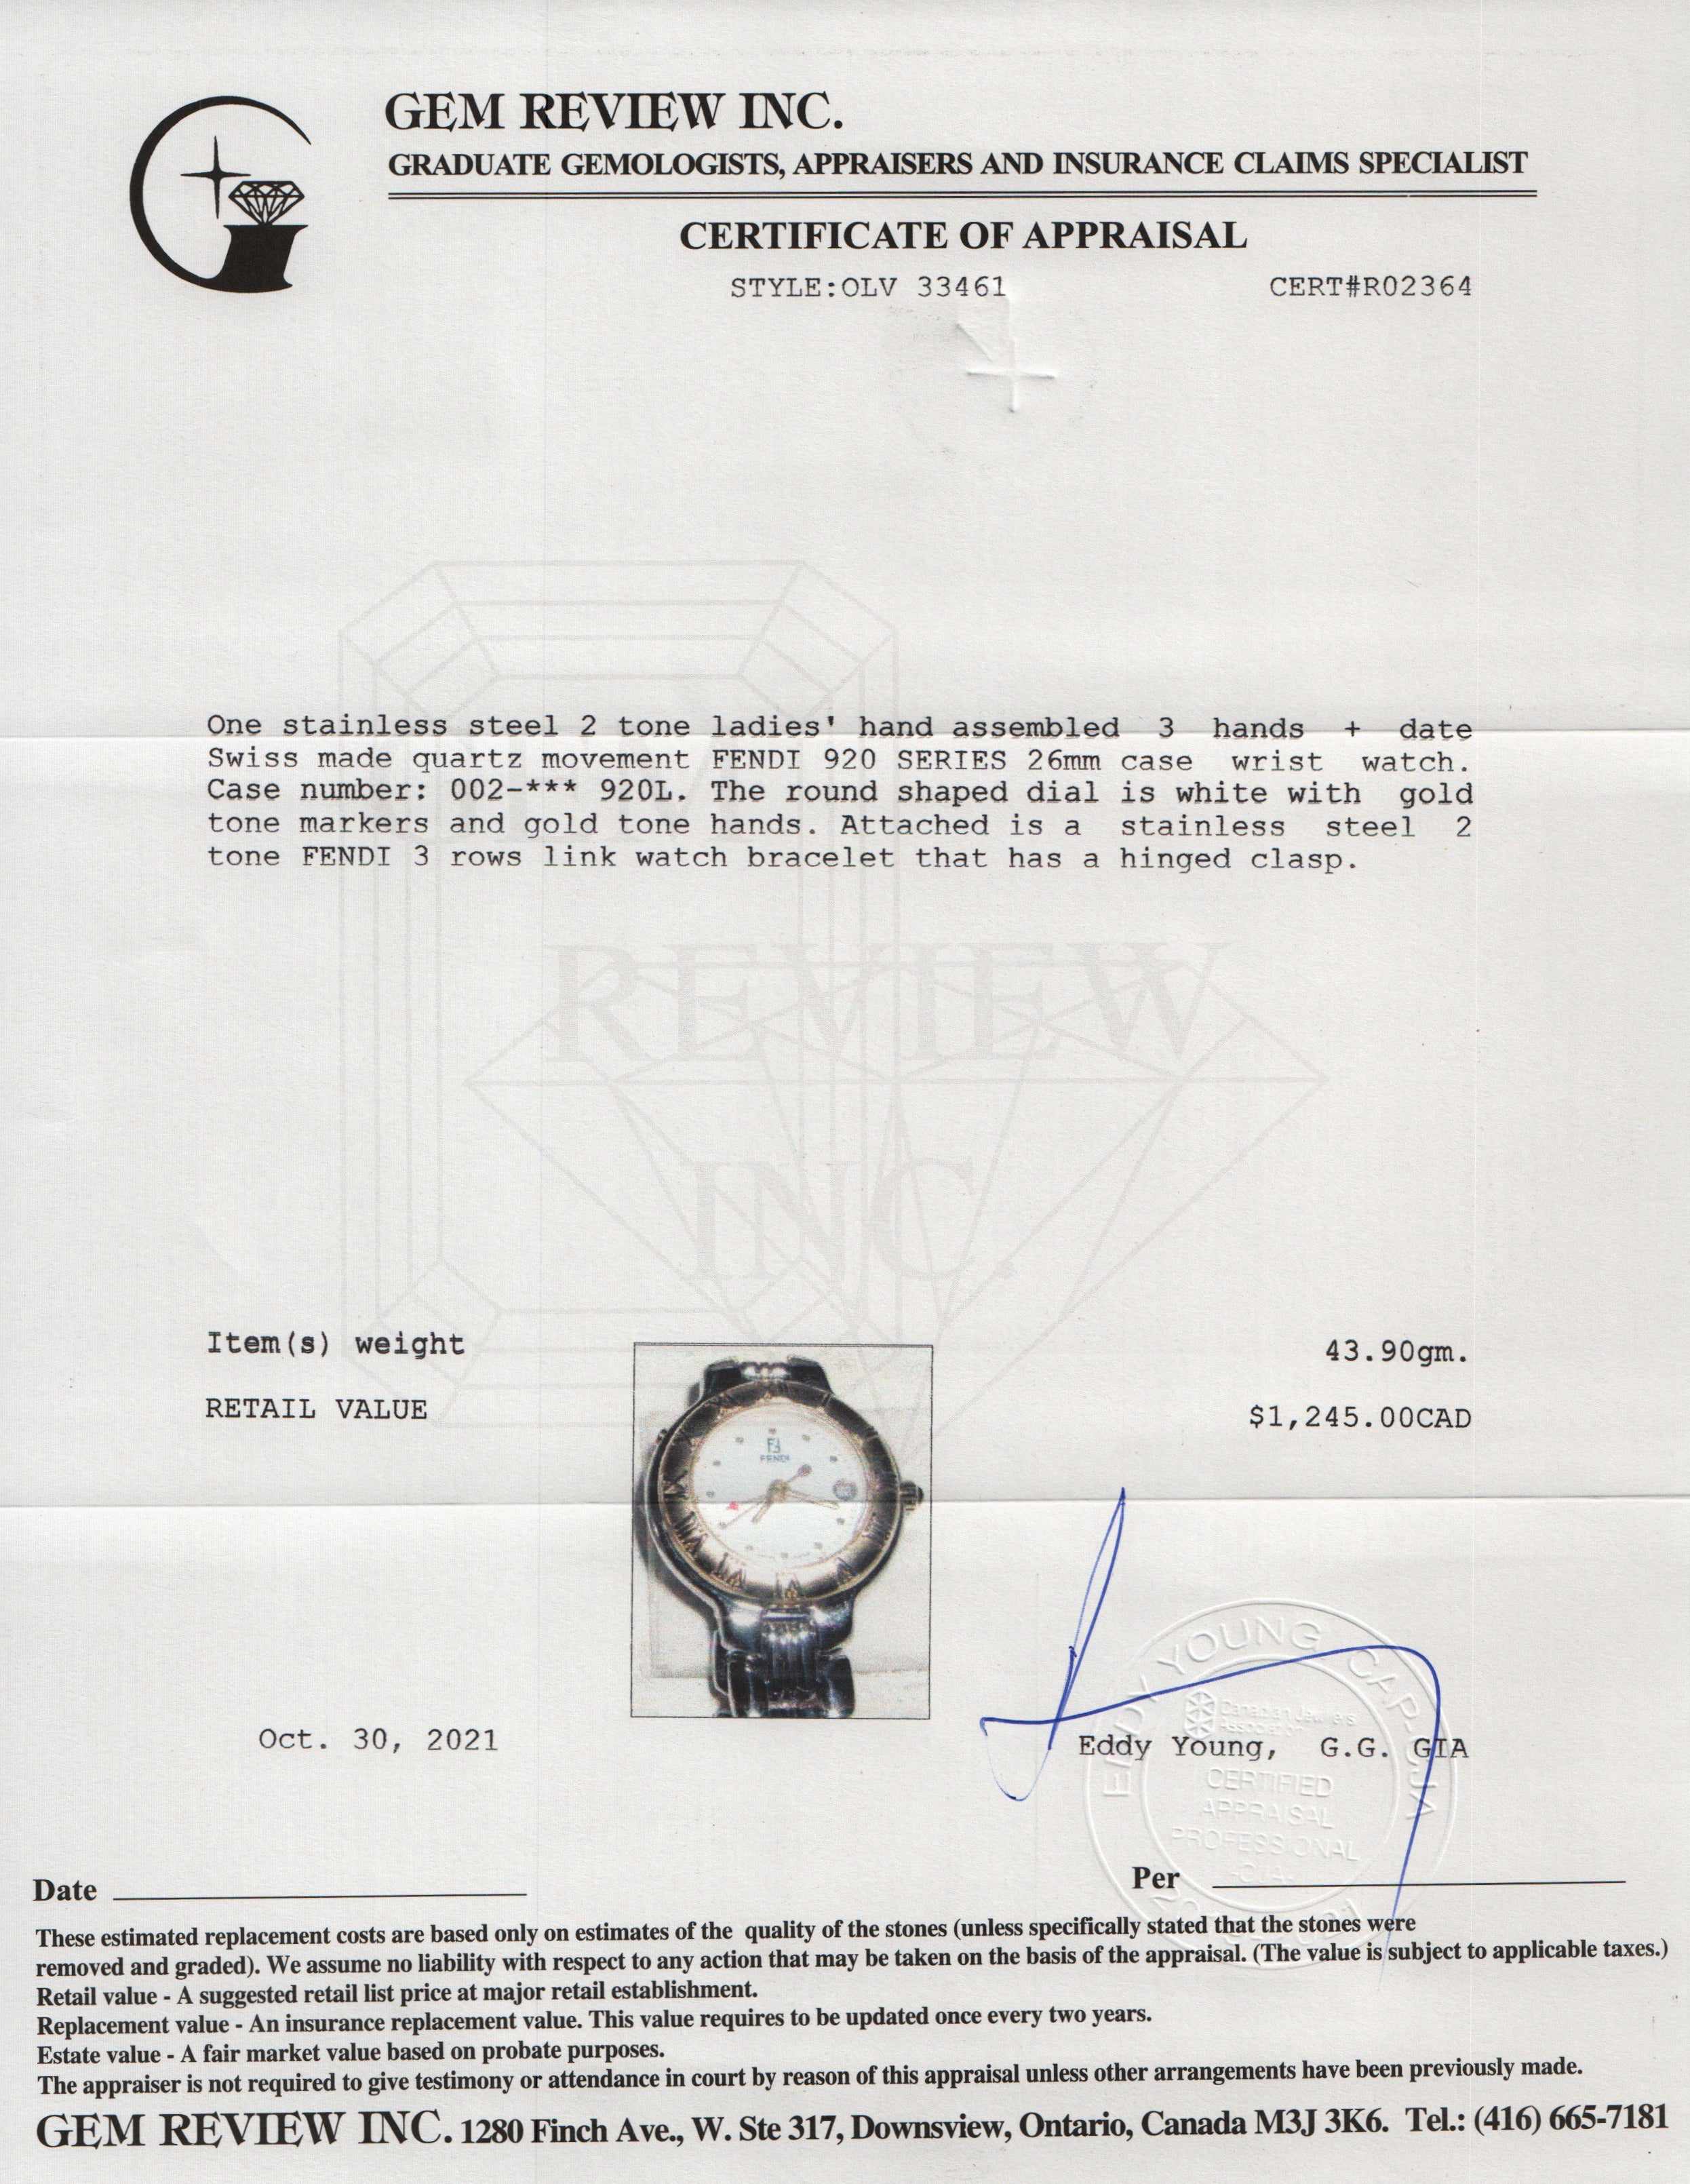 GEM REVIEW INC.
GRADUATE GEMOLOGISTS, APPRAISERS AND INSURANCE CLAIMS SPECIALIST
CERTIFICATE OF APPRAISAL
STYLE:OLV 33461 CERT#R02364
One stainless steel 2 tone ladies' hand assembled 3 hands + date
Swiss made quartz movement FENDI 920 SERIES 26mm case wrist watch.
Case number: 002-*** 920L. The round shaped dial is white with gold
tone markers and gold tone hands. Attached is a stainless steel 2
tone FENDI 3 rows link watch bracelet that has a hinged clasp.
REVIEW
INC.
Item(s) weight 43.90gm.
RETAIL VALUE $1,245.00CAD
FENDI
EDDY YOUNG CAP-CJA
Canadian Jewellers
Association
Oct. 30, 2021
Eddy Young, G.G. GIA
CERTIFIED
APPRAISAL
PROFESSIONAL
Date
Per
These estimated replacement costs are based only on estimates of the quality of the stones (unless specifically stated that the stones were
removed and graded). We assume no liability with respect to any action that may be taken on the basis of the appraisal. (The value is subject to applicable taxes.)
Retail value - A suggested retail list price at major retail establishment.
Replacement value - An insurance replacement value. This value requires to be updated once every two years.
Estate value - A fair market value based on probate purposes.
The appraiser is not required to give testimony or attendance in court by reason of this appraisal unless other arrangements have been previously made.
GEM REVIEW INC. 1280 Finch Ave., W. Ste 317, Downsview, Ontario, Canada M3J 3K6. Tel.: (416) 665-7181